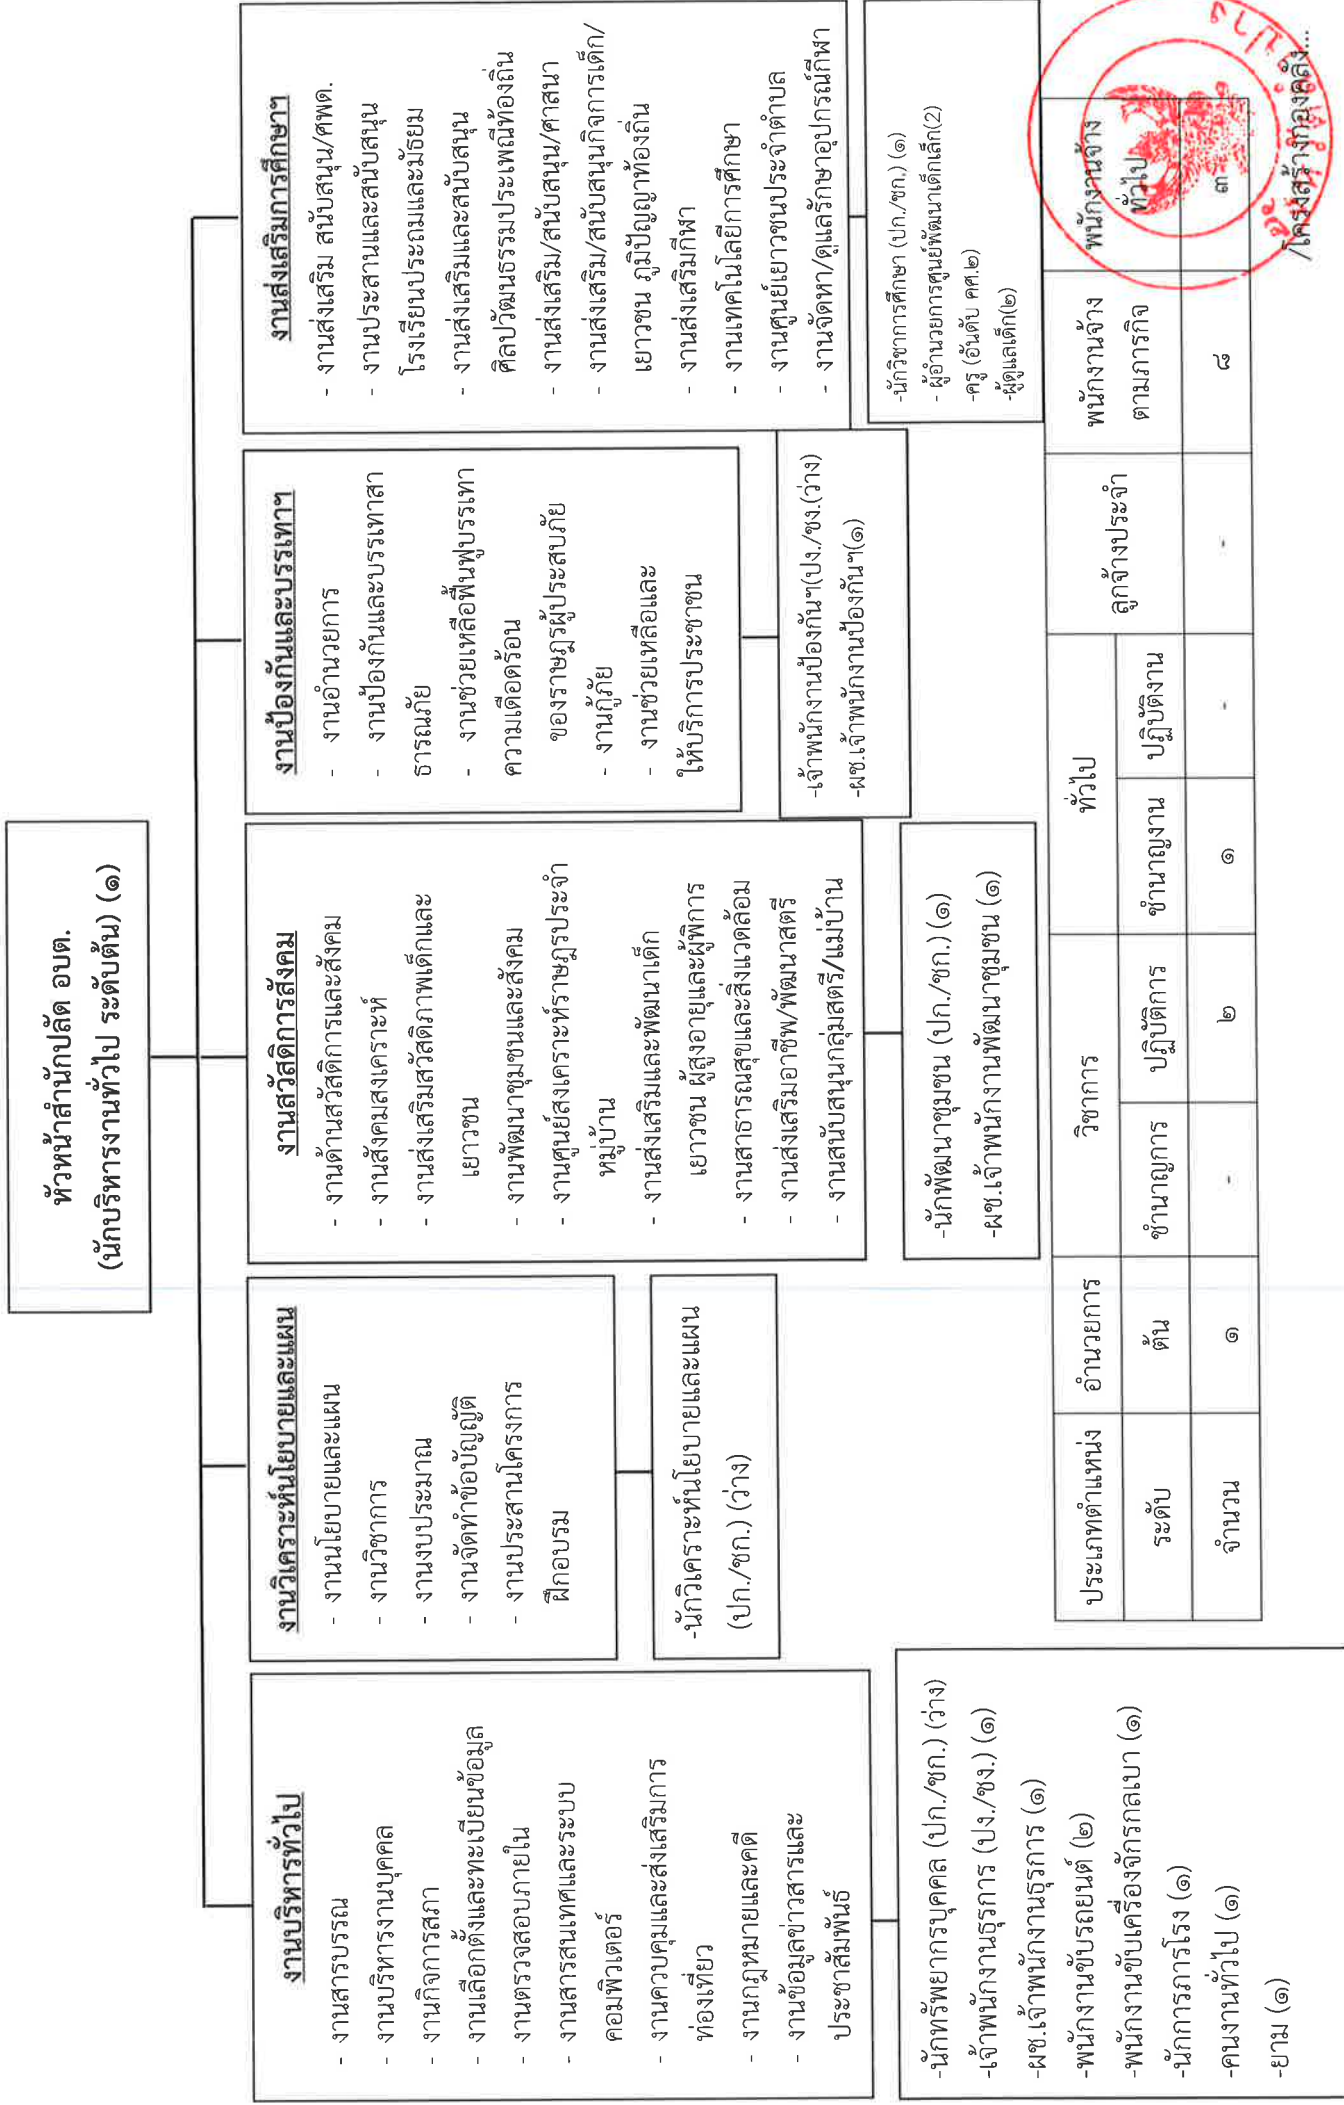 หัวหน้าสำนักปลัด อบต.
(นักบริหารงานทั่วไป ระดับต้น) (๑)
งานบริหารทั่วไป
- งานสารบรรณ
- งานบริหารงานบุคคล
- งานกิจการสภา
- งานเลือกตั้งและทะเบียนข้อมูล
- งานตรวจสอบภายใน
- งานสารสนเทศและระบบ
คอมพิวเตอร์
- งานควบคุมและส่งเสริมการ
ท่องเที่ยว
- งานกฎหมายและคดี
- งานข้อมูลข่าวสารและ
ประชาสัมพันธ์
-นักทรัพยากรบุคคล (ปก./ชก.) (ว่าง)
-เจ้าพนักงานธุรการ (ปง./ชง.) (๑)
-ผช.เจ้าพนักงานธุรการ (๑)
-พนักงานขับรถยนต์ (๒)
-พนักงานขับเครื่องจักรกลเบา (๑)
-นักการภารโรง (๑)
-คนงานทั่วไป (๑)
-ยาม (๑)
งานวิเคราะห์นโยบายและแผน
- งานนโยบายและแผน
- งานวิชาการ
- งานงบประมาณ
- งานจัดทำข้อบัญญัติ
- งานประสานโครงการ
ฝึกอบรม
-นักวิเคราะห์นโยบายและแผน
(ปก./ชก.) (ว่าง)
งานสวัสดิการสังคม
- งานด้านสวัสดิการและสังคม
- งานสังคมสงเคราะห์
- งานส่งเสริมสวัสดิภาพเด็กและ
เยาวชน
- งานพัฒนาชุมชนและสังคม
- งานศูนย์สงเคราะห์ราษฎรประจำ
หมู่บ้าน
- งานส่งเสริมและพัฒนาเด็ก
เยาวชน ผู้สูงอายุและผู้พิการ
- งานสาธารณสุขและสิ่งแวดล้อม
- งานส่งเสริมอาชีพ/พัฒนาสตรี
- งานสนับสนุนกลุ่มสตรี/แม่บ้าน
-นักพัฒนาชุมชน (ปก./ชก.) (๑)
-ผช.เจ้าพนักงานพัฒนาชุมชน (๑)
งานป้องกันและบรรเทาฯ
- งานอำนวยการ
- งานป้องกันและบรรเทาสา
ธารณภัย
- งานช่วยเหลือฟื้นฟูบรรเทา
ความเดือดร้อน
ของราษฎรผู้ประสบภัย
- งานกู้ภัย
- งานช่วยเหลือและ
ให้บริการประชาชน
-เจ้าพนักงานป้องกันฯ(ปง./ชง.(ว่าง)
-ผช.เจ้าพนักงานป้องกันฯ(๑)
งานส่งเสริมการศึกษาฯ
- งานส่งเสริม สนับสนุน/ศพด.
- งานประสานและสนับสนุน
โรงเรียนประถมและมัธยม
- งานส่งเสริมและสนับสนุน
ศิลปวัฒนธรรมประเพณีท้องถิ่น
- งานส่งเสริม/สนับสนุน/ศาสนา
- งานส่งเสริม/สนับสนุนกิจการเด็ก/
เยาวชน ภูมิปัญญาท้องถิ่น
- งานส่งเสริมกีฬา
- งานเทคโนโลยีการศึกษา
- งานศูนย์เยาวชนประจำตำบล
- งานจัดหา/ดูแลรักษาอุปกรณ์กีฬา
-นักวิชาการศึกษา (ปก./ชก.) (๑)
- ผู้อำนวยการศูนย์พัฒนาเด็กเล็ก(2)
-ครู (อันดับ คศ.๒)
-ผู้ดูแลเด็ก(๒)
ประเภทตำแหน่ง อำนวยการ วิชาการ ทั่วไป ลูกจ้างประจำ พนักงานจ้างตามภารกิจ พนักงานจ้างทั่วไป
ระดับ ต้น ชำนาญการ ปฏิบัติการ ชำนาญงาน ปฏิบัติงาน
จำนวน ๑ - ๒ ๑ - - ๘ ๓
/โครงสร้างกองคลัง...